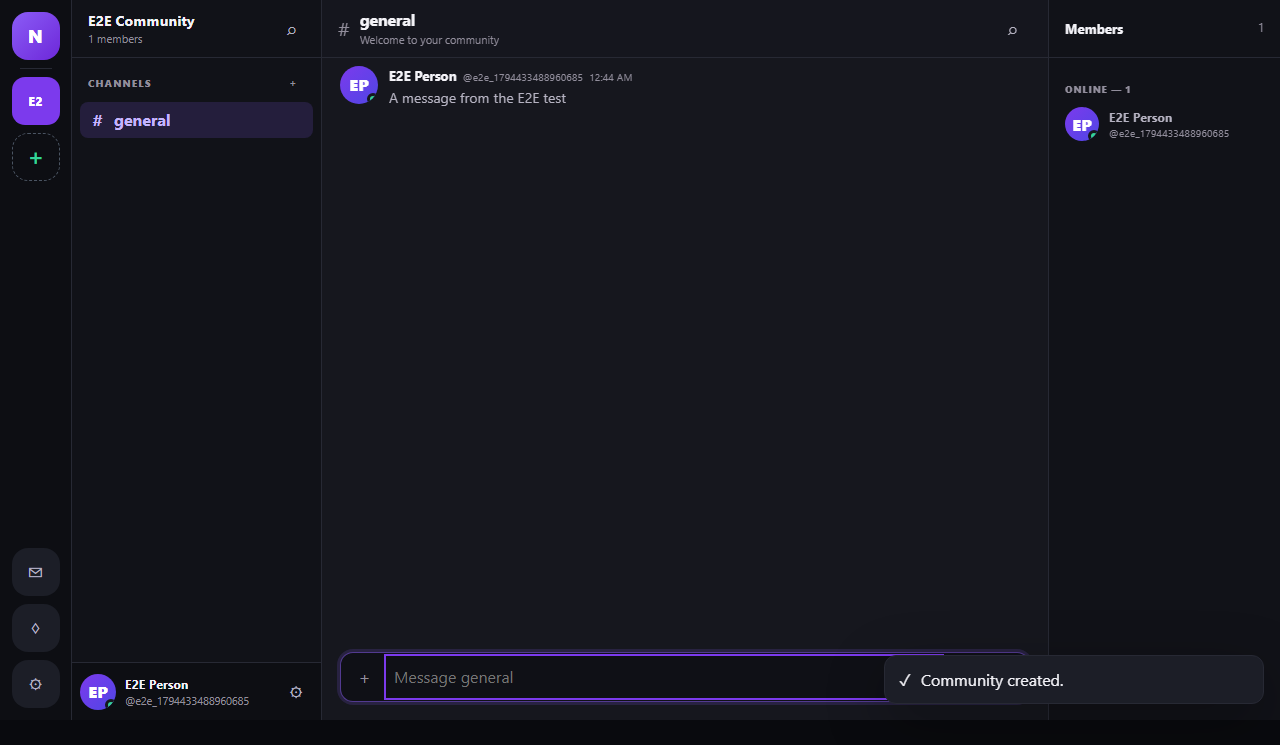 N
E2
+
E2E Community
1 members
CHANNELS
+
# general
EP
E2E Person
@e2e_1794433488960685
# general
Welcome to your community
EP
E2E Person @e2e_1794433488960685 12:44 AM
A message from the E2E test
+ Message general
Members 1
ONLINE — 1
EP
E2E Person
@e2e_1794433488960685
✓ Community created.